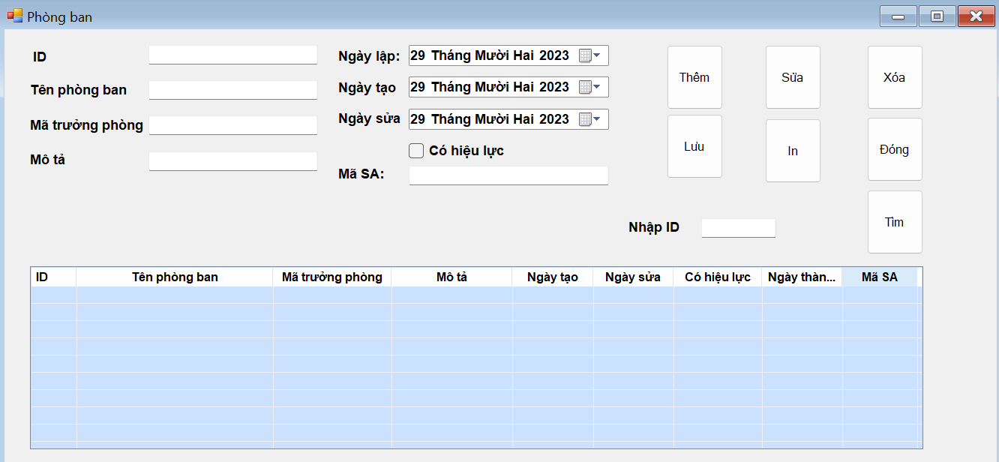 Phòng ban
ID
Ngày lập: 29 Tháng Mười Hai 2023
Thêm Sửa Xóa
Tên phòng ban
Ngày tạo 29 Tháng Mười Hai 2023
Mã trưởng phòng
Ngày sửa 29 Tháng Mười Hai 2023
Lưu In Đóng
Mô tả
Có hiệu lực
Mã SA:
Nhập ID
Tìm
ID Tên phòng ban Mã trưởng phòng Mô tả Ngày tạo Ngày sửa Có hiệu lực Ngày thàn... Mã SA